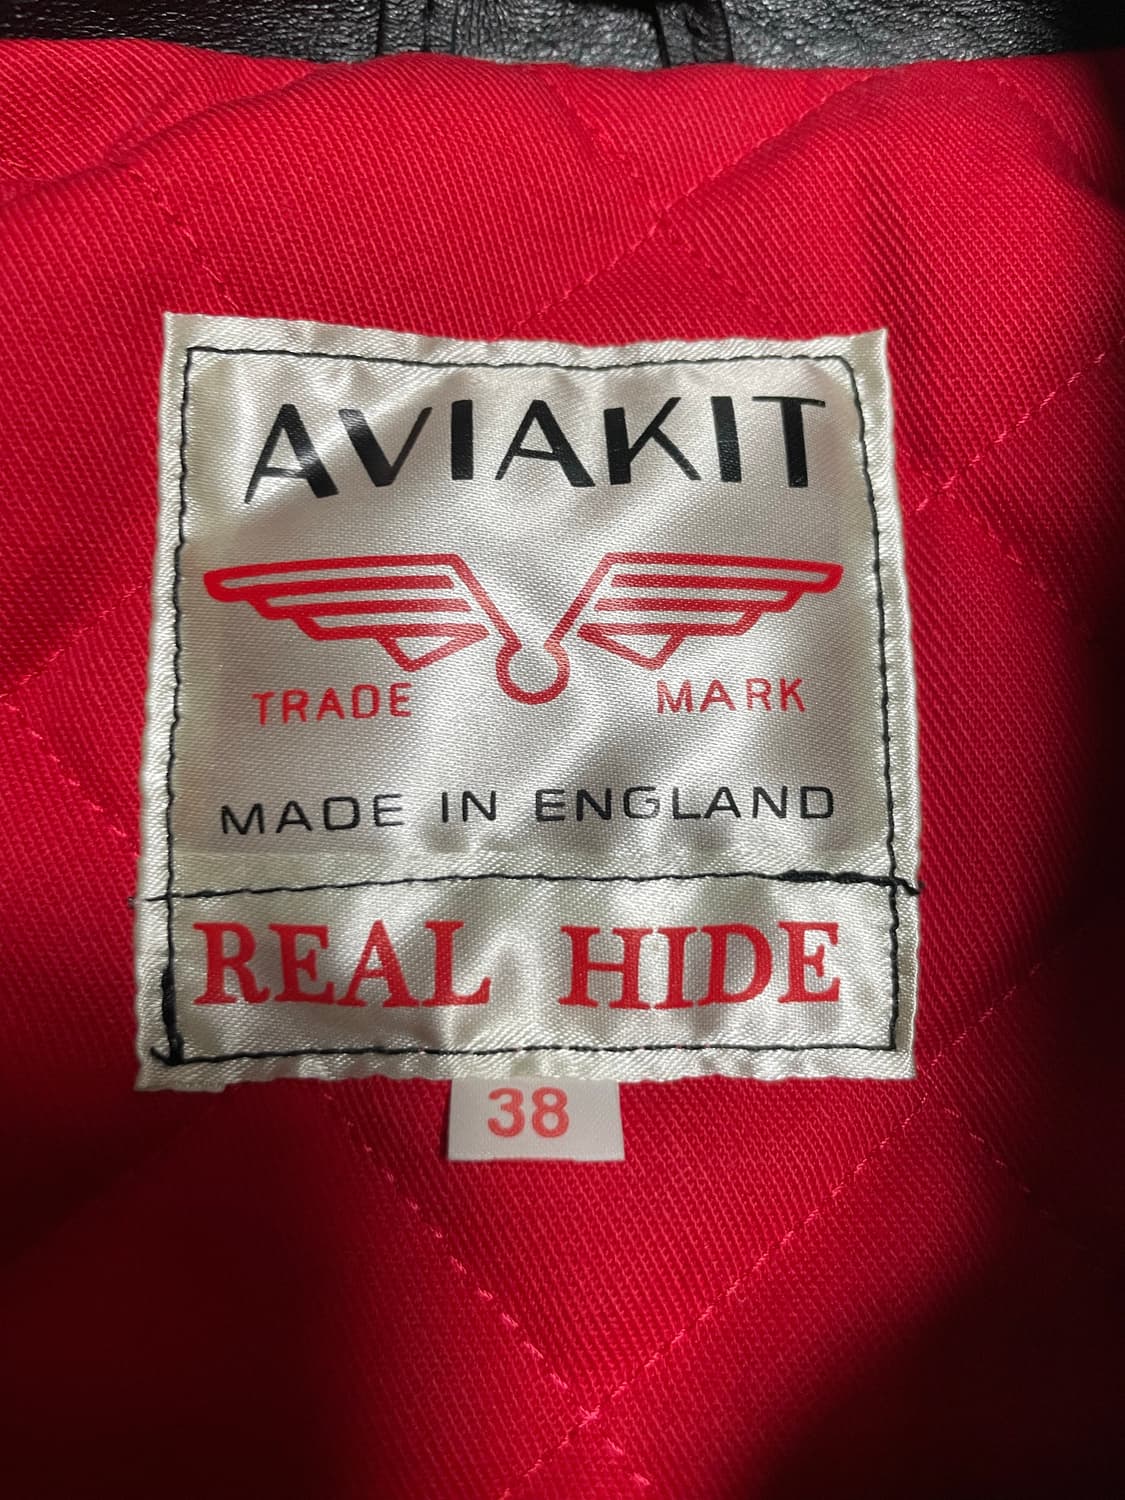 AVIAKIT
TRADE MARK
MADE IN ENGLAND
REAL HIDE
38